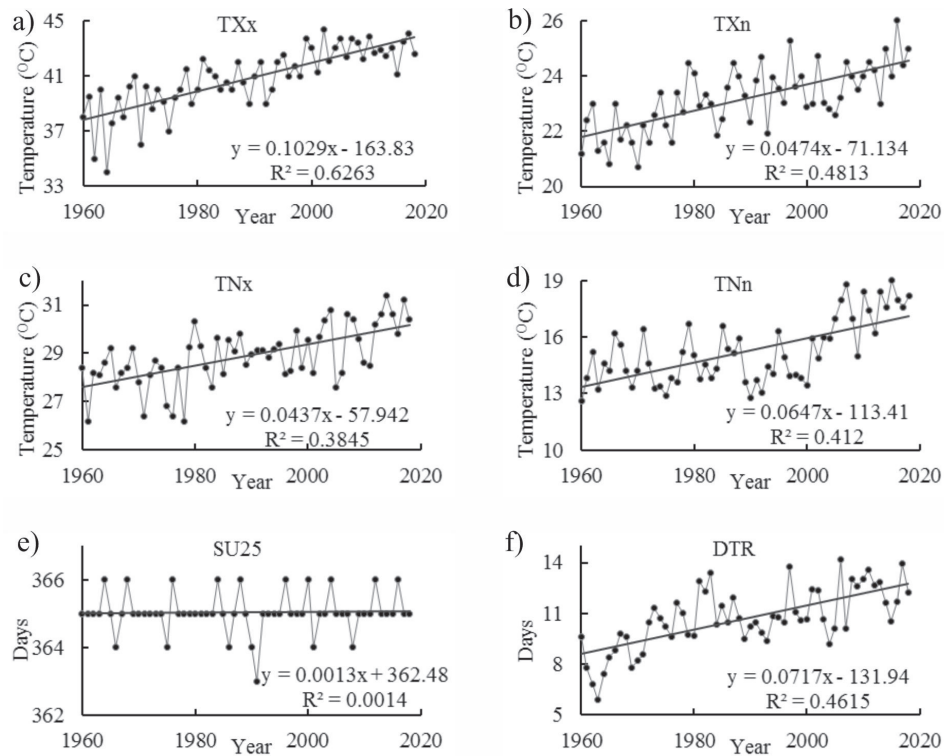 a)
TXx
Temperature (⁰C)
45
41
37
33
y = 0.1029x - 163.83
R² = 0.6263
1960
1980
2000
2020
Year
b)
TXn
Temperature (⁰C)
26
24
22
20
y = 0.0474x - 71.134
R² = 0.4813
1960
1980
2000
2020
Year
c)
TNx
Temperature (⁰C)
31
29
27
25
y = 0.0437x - 57.942
R² = 0.3845
1960
1980
2000
2020
Year
d)
TNn
Temperature (⁰C)
19
16
13
10
y = 0.0647x - 113.41
R² = 0.412
1960
1980
2000
2020
Year
e)
SU25
Days
366
364
362
y = 0.0013x + 362.48
R² = 0.0014
1960
1980
2000
2020
Year
f)
DTR
Days
14
11
8
5
y = 0.0717x - 131.94
R² = 0.4615
1960
1980
2000
2020
Year